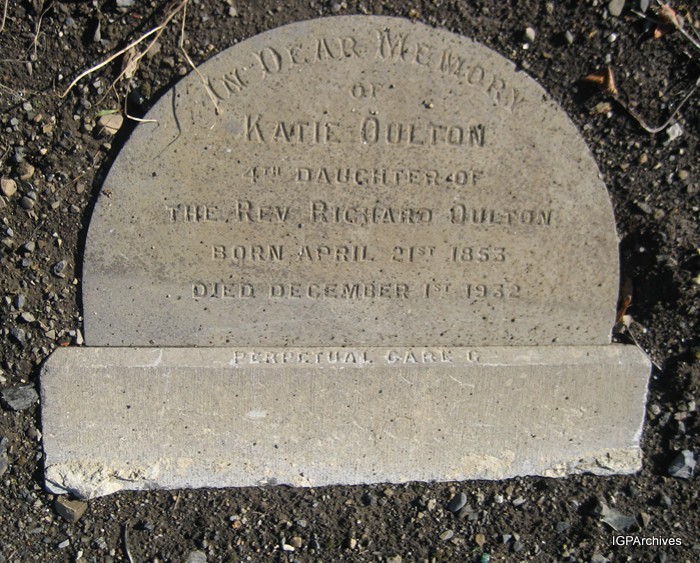 In Dear Memory
of
Katie Oulton
4th daughter of
the Rev Richard Oulton
born April 21st 1853
died December 1st 1932
Perpetual Care C
IGPArchives